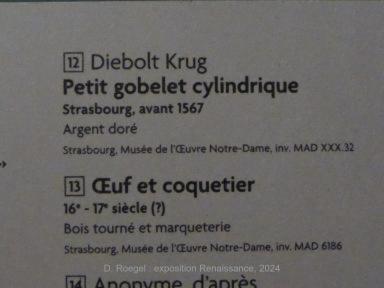 12 Diebolt Krug
Petit gobelet cylindrique
Strasbourg, avant 1567
Argent doré
Strasbourg, Musée de l'Œuvre Notre-Dame, inv. MAD XXX.32
13 Œuf et coquetier
16e - 17e siècle (?)
Bois tourné et marqueterie
Strasbourg, Musée de l'Œuvre Notre-Dame, inv. MAD 6186
D. Roegel : exposition Renaissance, 2024
14 Anonyme, d'après